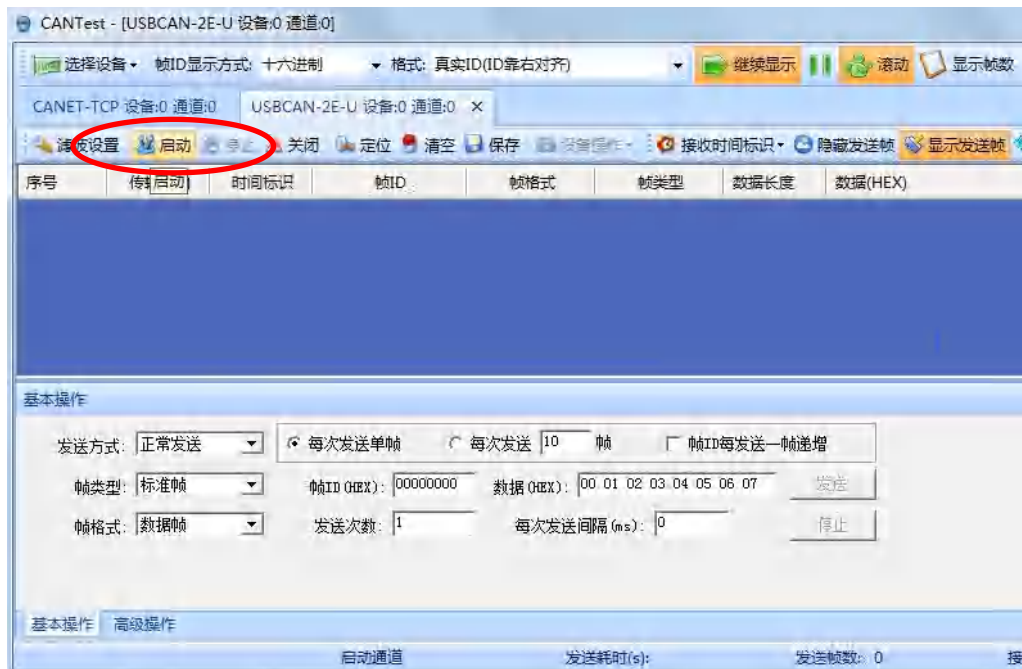 CANTest - [USBCAN-2E-U 设备:0 通道:0]
选择设备 帧ID显示方式: 十六进制 格式: 真实ID(ID靠右对齐) 继续显示 滚动 显示帧数
CANET-TCP 设备:0 通道:0 USBCAN-2E-U 设备:0 通道:0 ×
滤波设置 启动 停止 关闭 定位 清空 保存 设备操作 接收时间标识 隐藏发送帧 显示发送帧
序号 传 启动 时间标识 帧ID 帧格式 帧类型 数据长度 数据(HEX)
基本操作
发送方式: 正常发送 每次发送单帧 每次发送 10 帧 帧ID每发送一帧递增
帧类型: 标准帧 帧ID(HEX): 00000000 数据(HEX): 00 01 02 03 04 05 06 07 发送
帧格式: 数据帧 发送次数: 1 每次发送间隔(ms): 0 停止
基本操作 高级操作
启动通道 发送耗时(s): 发送帧数: 0 接